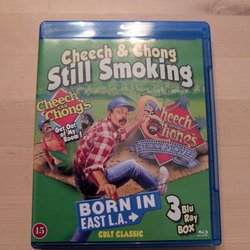 Cheech & Chong
Still Smoking
Cheech
& Chong's
Get Out
of My
Room!
Cheech
& Chong's
BORN IN
EAST L.A.
CULT CLASSIC
3 Blu
Ray
BOX
15